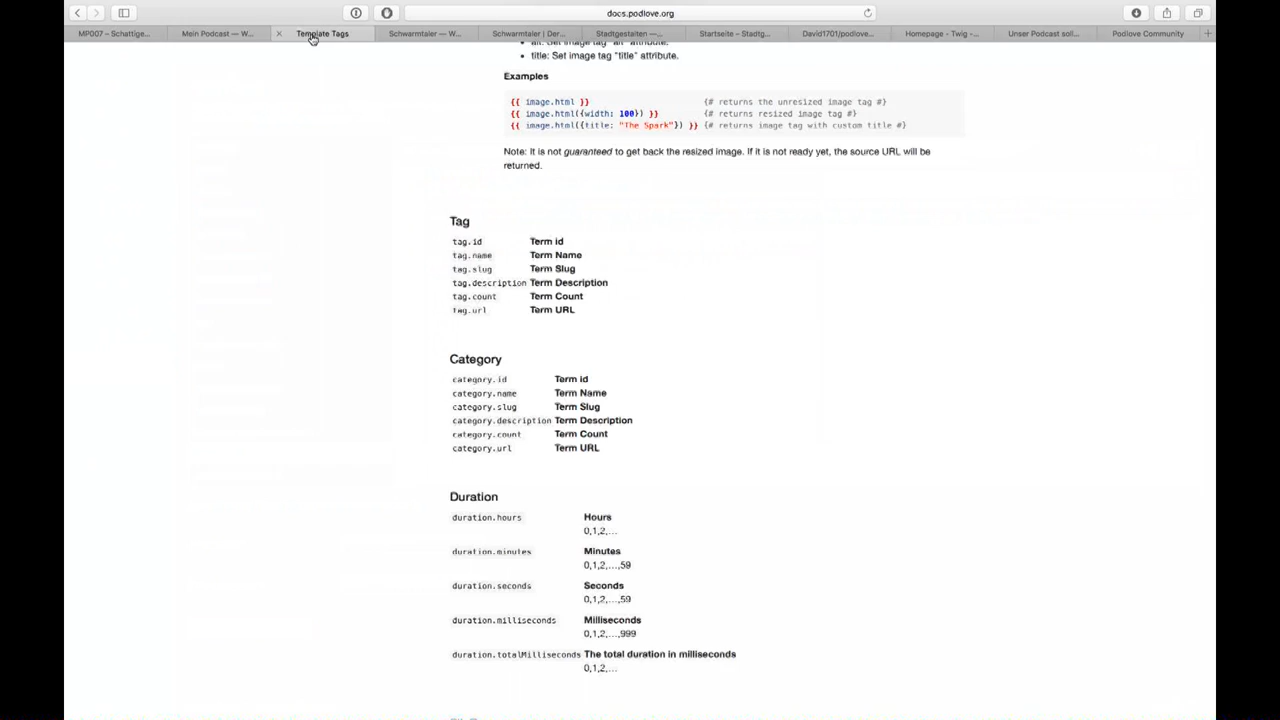 docs.podlove.org
MP007 – Schattige...
Mein Podcast — W...
Template Tags
Schwarmtaler — W...
Schwarmtaler | Der...
Stadtgestalten —...
Startseite – Stadtg...
David1701/podlove...
Homepage - Twig -...
Unser Podcast soll...
Podlove Community
alt: Set image tag "alt" attribute.
title: Set image tag "title" attribute.
Examples
{{ image.html }} {# returns the unresized image tag #}
{{ image.html({width: 100}) }} {# returns resized image tag #}
{{ image.html({title: "The Spark"}) }} {# returns image tag with custom title #}
Note: It is not guaranteed to get back the resized image. If it is not ready yet, the source URL will be
returned.
Tag
tag.id Term id
tag.name Term Name
tag.slug Term Slug
tag.description Term Description
tag.count Term Count
tag.url Term URL
Category
category.id Term id
category.name Term Name
category.slug Term Slug
category.description Term Description
category.count Term Count
category.url Term URL
Duration
duration.hours Hours
0,1,2,...
duration.minutes Minutes
0,1,2,...,59
duration.seconds Seconds
0,1,2,...,59
duration.milliseconds Milliseconds
0,1,2,...,999
duration.totalMilliseconds The total duration in milliseconds
0,1,2,...